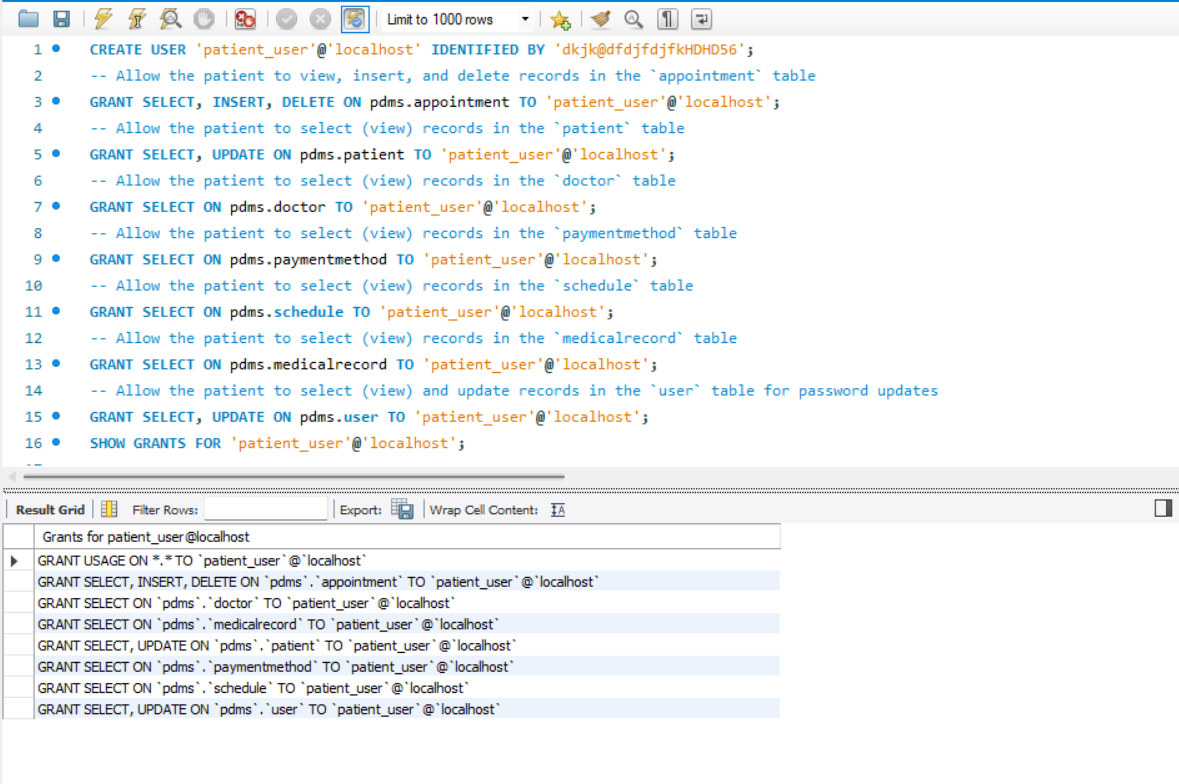 Limit to 1000 rows
1 CREATE USER 'patient_user'@'localhost' IDENTIFIED BY 'dkjk@dfdjfdjfkHDHD56';
2 -- Allow the patient to view, insert, and delete records in the `appointment` table
3 GRANT SELECT, INSERT, DELETE ON pdms.appointment TO 'patient_user'@'localhost';
4 -- Allow the patient to select (view) records in the `patient` table
5 GRANT SELECT, UPDATE ON pdms.patient TO 'patient_user'@'localhost';
6 -- Allow the patient to select (view) records in the `doctor` table
7 GRANT SELECT ON pdms.doctor TO 'patient_user'@'localhost';
8 -- Allow the patient to select (view) records in the `paymentmethod` table
9 GRANT SELECT ON pdms.paymentmethod TO 'patient_user'@'localhost';
10 -- Allow the patient to select (view) records in the `schedule` table
11 GRANT SELECT ON pdms.schedule TO 'patient_user'@'localhost';
12 -- Allow the patient to select (view) records in the `medicalrecord` table
13 GRANT SELECT ON pdms.medicalrecord TO 'patient_user'@'localhost';
14 -- Allow the patient to select (view) and update records in the `user` table for password updates
15 GRANT SELECT, UPDATE ON pdms.user TO 'patient_user'@'localhost';
16 SHOW GRANTS FOR 'patient_user'@'localhost';
Result Grid Filter Rows: Export: Wrap Cell Content:
Grants for patient_user@localhost
GRANT USAGE ON *.* TO `patient_user`@`localhost`
GRANT SELECT, INSERT, DELETE ON `pdms`.`appointment` TO `patient_user`@`localhost`
GRANT SELECT ON `pdms`.`doctor` TO `patient_user`@`localhost`
GRANT SELECT ON `pdms`.`medicalrecord` TO `patient_user`@`localhost`
GRANT SELECT, UPDATE ON `pdms`.`patient` TO `patient_user`@`localhost`
GRANT SELECT ON `pdms`.`paymentmethod` TO `patient_user`@`localhost`
GRANT SELECT ON `pdms`.`schedule` TO `patient_user`@`localhost`
GRANT SELECT, UPDATE ON `pdms`.`user` TO `patient_user`@`localhost`